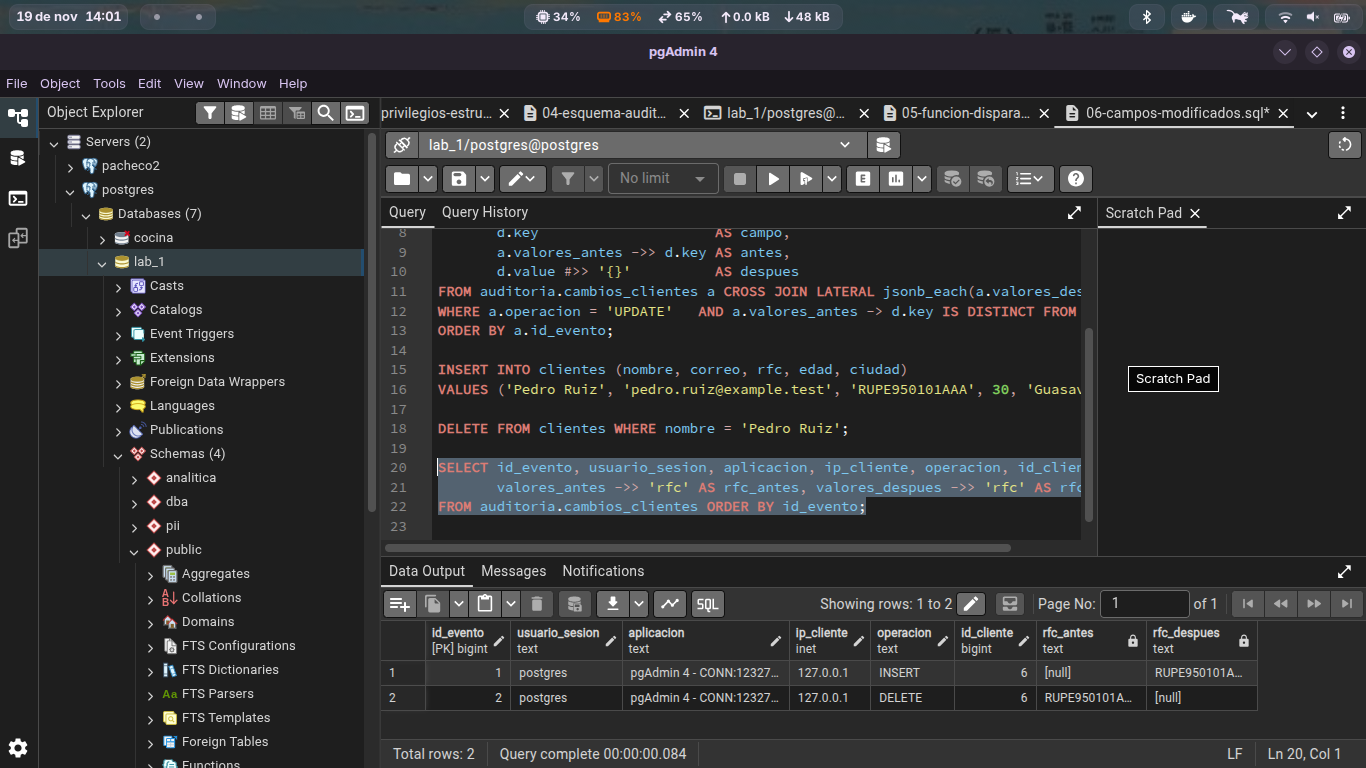 19 de nov 14:01
34% 83% 65% 0.0 kB 48 kB
pgAdmin 4
File Object Tools Edit View Window Help
Object Explorer
Servers (2)
pacheco2
postgres
Databases (7)
cocina
lab_1
Casts
Catalogs
Event Triggers
Extensions
Foreign Data Wrappers
Languages
Publications
Schemas (4)
analitica
dba
pii
public
Aggregates
Collations
Domains
FTS Configurations
FTS Dictionaries
FTS Parsers
FTS Templates
Foreign Tables
Functions
privilegios-estru... 04-esquema-audit... lab_1/postgres@... 05-funcion-dispara... 06-campos-modificados.sql*
lab_1/postgres@postgres
No limit
E
Query Query History
8 d.key AS campo,
9 a.valores_antes ->> d.key AS antes,
10 d.value #>> '{}' AS despues
11 FROM auditoria.cambios_clientes a CROSS JOIN LATERAL jsonb_each(a.valores_des
12 WHERE a.operacion = 'UPDATE' AND a.valores_antes -> d.key IS DISTINCT FROM
13 ORDER BY a.id_evento;
14
15 INSERT INTO clientes (nombre, correo, rfc, edad, ciudad)
16 VALUES ('Pedro Ruiz', 'pedro.ruiz@example.test', 'RUPE950101AAA', 30, 'Guasav
17
18 DELETE FROM clientes WHERE nombre = 'Pedro Ruiz';
19
20 SELECT id_evento, usuario_sesion, aplicacion, ip_cliente, operacion, id_clien
21 valores_antes ->> 'rfc' AS rfc_antes, valores_despues ->> 'rfc' AS rfc
22 FROM auditoria.cambios_clientes ORDER BY id_evento;
23
Scratch Pad
Scratch Pad
Data Output Messages Notifications
SQL
Showing rows: 1 to 2
Page No: 1 of 1
id_evento usuario_sesion aplicacion ip_cliente operacion id_cliente rfc_antes rfc_despues
[PK] bigint text text inet text bigint text text
1 1 postgres pgAdmin 4 - CONN:12327... 127.0.0.1 INSERT 6 [null] RUPE950101A...
2 2 postgres pgAdmin 4 - CONN:12327... 127.0.0.1 DELETE 6 RUPE950101A... [null]
Total rows: 2 Query complete 00:00:00.084 LF Ln 20, Col 1